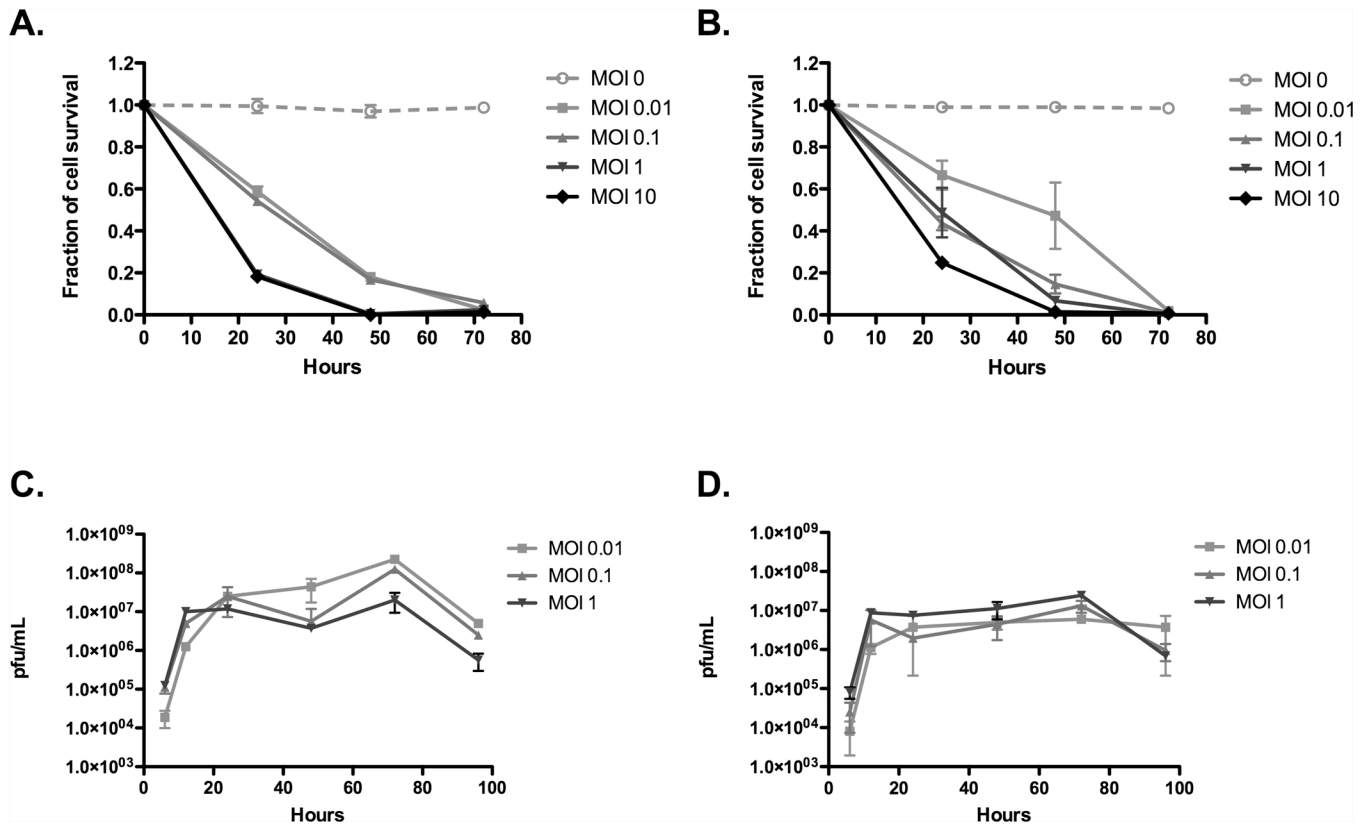 A.
1.2
1.0
0.8
0.6
0.4
0.2
0.0
Fraction of cell survival
0 10 20 30 40 50 60 70 80
Hours
MOI 0
MOI 0.01
MOI 0.1
MOI 1
MOI 10
B.
1.2
1.0
0.8
0.6
0.4
0.2
0.0
Fraction of cell survival
0 10 20 30 40 50 60 70 80
Hours
MOI 0
MOI 0.01
MOI 0.1
MOI 1
MOI 10
C.
1.0×10⁰⁹
1.0×10⁰⁸
1.0×10⁰⁷
1.0×10⁰⁶
1.0×10⁰⁵
1.0×10⁰⁴
1.0×10⁰³
pfu/mL
0 20 40 60 80 100
Hours
MOI 0.01
MOI 0.1
MOI 1
D.
1.0×10⁰⁹
1.0×10⁰⁸
1.0×10⁰⁷
1.0×10⁰⁶
1.0×10⁰⁵
1.0×10⁰⁴
1.0×10⁰³
pfu/mL
0 20 40 60 80 100
Hours
MOI 0.01
MOI 0.1
MOI 1